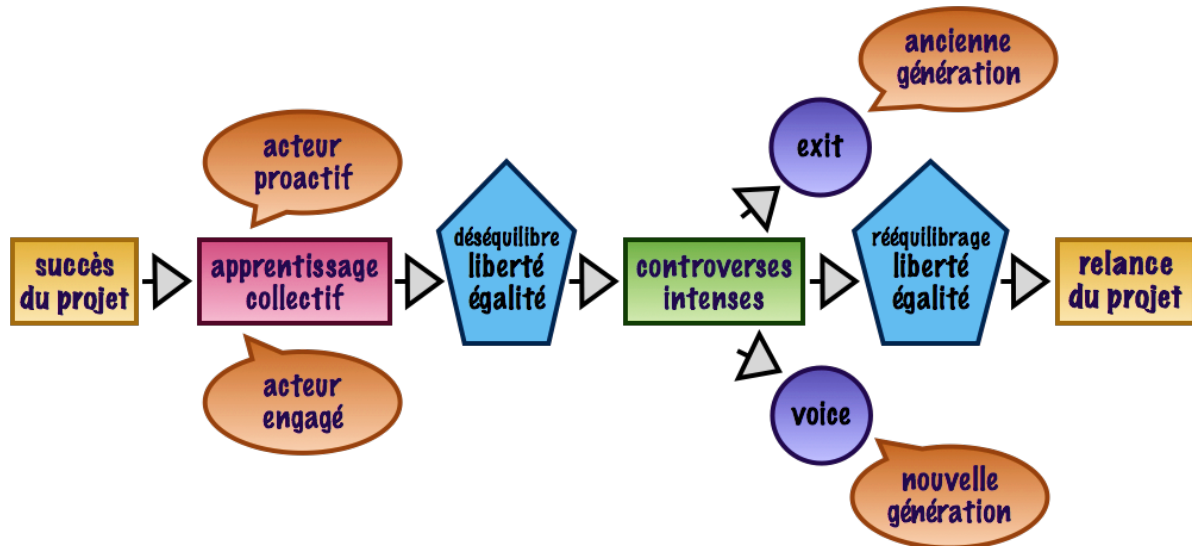 ancienne
génération
exit
acteur
proactif
succès
du projet
apprentissage
collectif
déséquilibre
liberté
égalité
controverses
intenses
rééquilibrage
liberté
égalité
relance
du projet
acteur
engagé
voice
nouvelle
génération